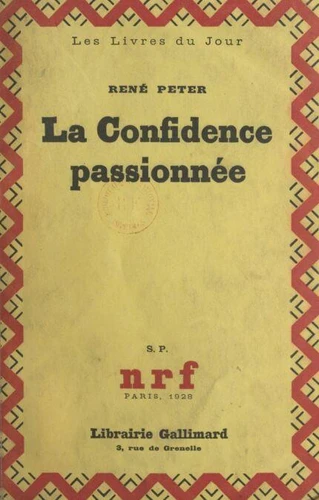 Les Livres du Jour
RENÉ PETER
La Confidence
passionnée
S. P.
nrf
PARIS, 1928
Librairie Gallimard
3, rue de Grenelle